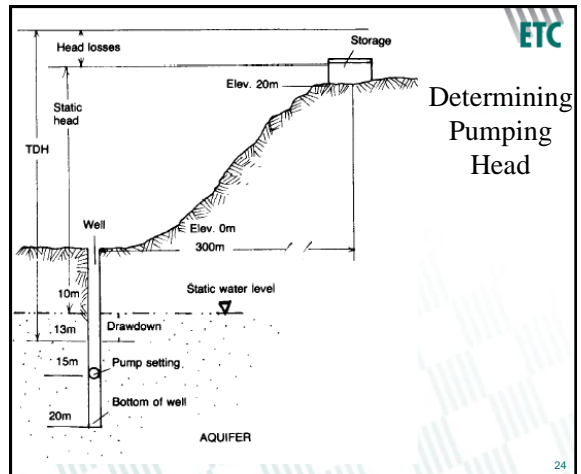 ETC
Determining
Pumping
Head
Head losses
Storage
Elev. 20m
Static
head
TDH
Well
Elev. 0m
300m
10m
Static water level
13m
Drawdown
15m
Pump setting
Bottom of well
20m
AQUIFER
24